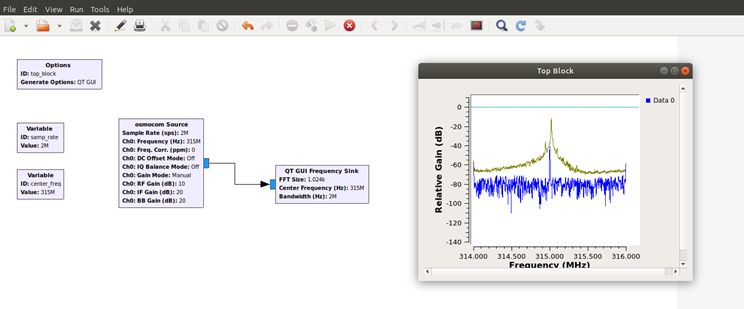 File Edit View Run Tools Help
Options
ID: top_block
Generate Options: QT GUI
Variable
ID: samp_rate
Value: 2M
Variable
ID: center_freq
Value: 315M
osmocom Source
Sample Rate (sps): 2M
Ch0: Frequency (Hz): 315M
Ch0: Freq. Corr. (ppm): 0
Ch0: DC Offset Mode: Off
Ch0: IQ Balance Mode: Off
Ch0: Gain Mode: Manual
Ch0: RF Gain (dB): 10
Ch0: IF Gain (dB): 20
Ch0: BB Gain (dB): 20
QT GUI Frequency Sink
FFT Size: 1.024k
Center Frequency (Hz): 315M
Bandwidth (Hz): 2M
Top Block
Data 0
Relative Gain (dB)
0
-20
-40
-60
-80
-100
-120
-140
314.000 314.500 315.000 315.500 316.000
Frequency (MHz)